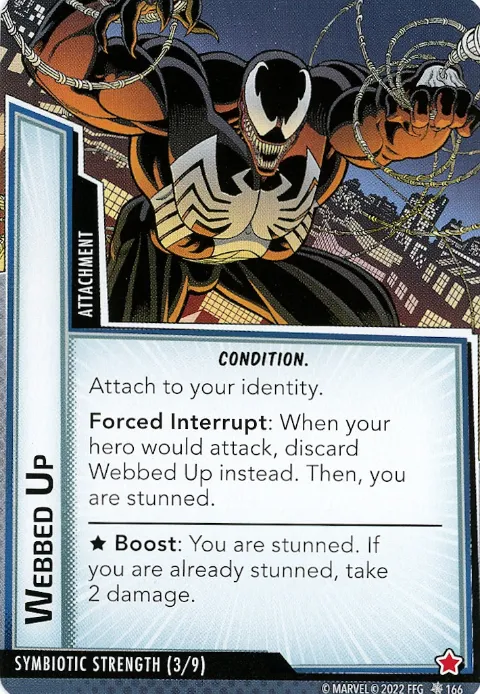 ATTACHMENT
WEBBED UP
CONDITION.
Attach to your identity.
Forced Interrupt: When your
hero would attack, discard
Webbed Up instead. Then, you
are stunned.
★ Boost: You are stunned. If
you are already stunned, take
2 damage.
SYMBIOTIC STRENGTH (3/9)
© MARVEL © 2022 FFG 166